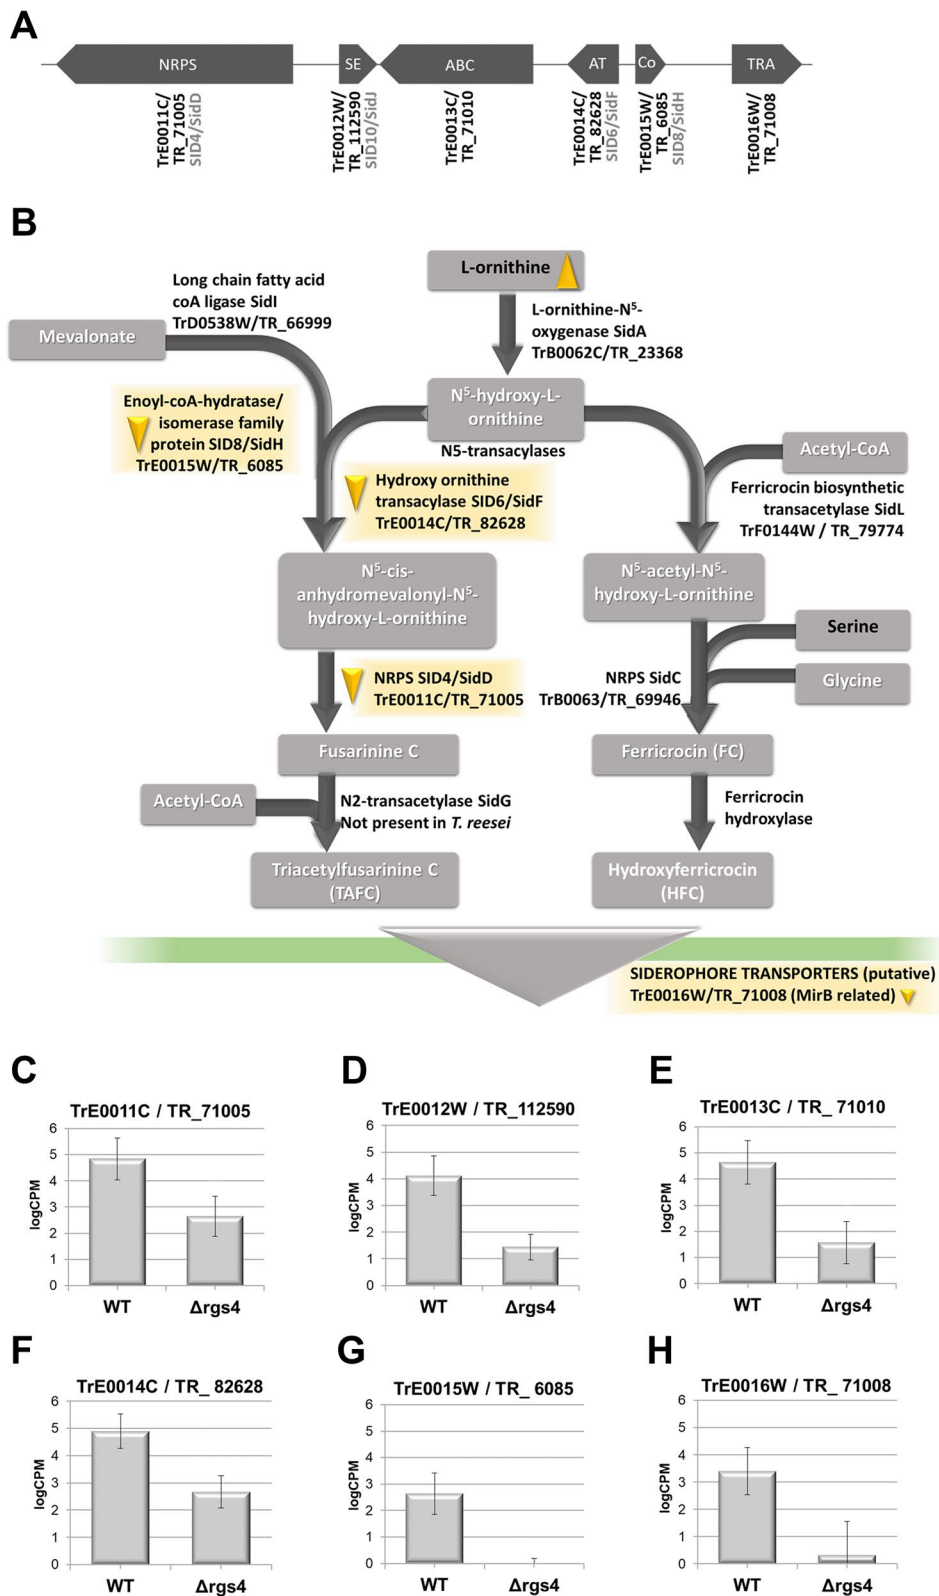 A
NRPS
SE
ABC
AT
Co
TRA
TrE0011C/
TR_71005
SID4/SidD
TrE0012W/
TR_112590
SID10/SidJ
TrE0013C/
TR_71010
TrE0014C/
TR_82628
SID6/SidF
TrE0015W/
TR_6085
SID8/SidH
TrE0016W/
TR_71008
B
L-ornithine
Long chain fatty acid
coA ligase SidI
TrD0538W/TR_66999
L-ornithine-N⁵-
oxygenase SidA
TrB0062C/TR_23368
Mevalonate
Enoyl-coA-hydratase/
isomerase family
protein SID8/SidH
TrE0015W/TR_6085
N⁵-hydroxy-L-
ornithine
N5-transacylases
Acetyl-CoA
Hydroxy ornithine
transacylase SID6/SidF
TrE0014C/TR_82628
Ferricrocin biosynthetic
transacetylase SidL
TrF0144W / TR_79774
N⁵-cis-
anhydromevalonyl-N⁵-
hydroxy-L-ornithine
N⁵-acetyl-N⁵-
hydroxy-L-ornithine
Serine
Glycine
NRPS SID4/SidD
TrE0011C/TR_71005
NRPS SidC
TrB0063/TR_69946
Fusarinine C
Ferricrocin (FC)
Acetyl-CoA
N2-transacetylase SidG
Not present in T. reesei
Ferricrocin
hydroxylase
Triacetylfusarinine C
(TAFC)
Hydroxyferricrocin
(HFC)
SIDEROPHORE TRANSPORTERS (putative)
TrE0016W/TR_71008 (MirB related)
C
TrE0011C / TR_71005
logCPM
6
5
4
3
2
1
0
WT
Δrgs4
D
TrE0012W / TR_112590
logCPM
6
5
4
3
2
1
0
WT
Δrgs4
E
TrE0013C / TR_ 71010
logCPM
6
5
4
3
2
1
0
WT
Δrgs4
F
TrE0014C / TR_ 82628
logCPM
6
5
4
3
2
1
0
WT
Δrgs4
G
TrE0015W / TR_ 6085
logCPM
6
5
4
3
2
1
0
WT
Δrgs4
H
TrE0016W / TR_ 71008
logCPM
6
5
4
3
2
1
0
WT
Δrgs4